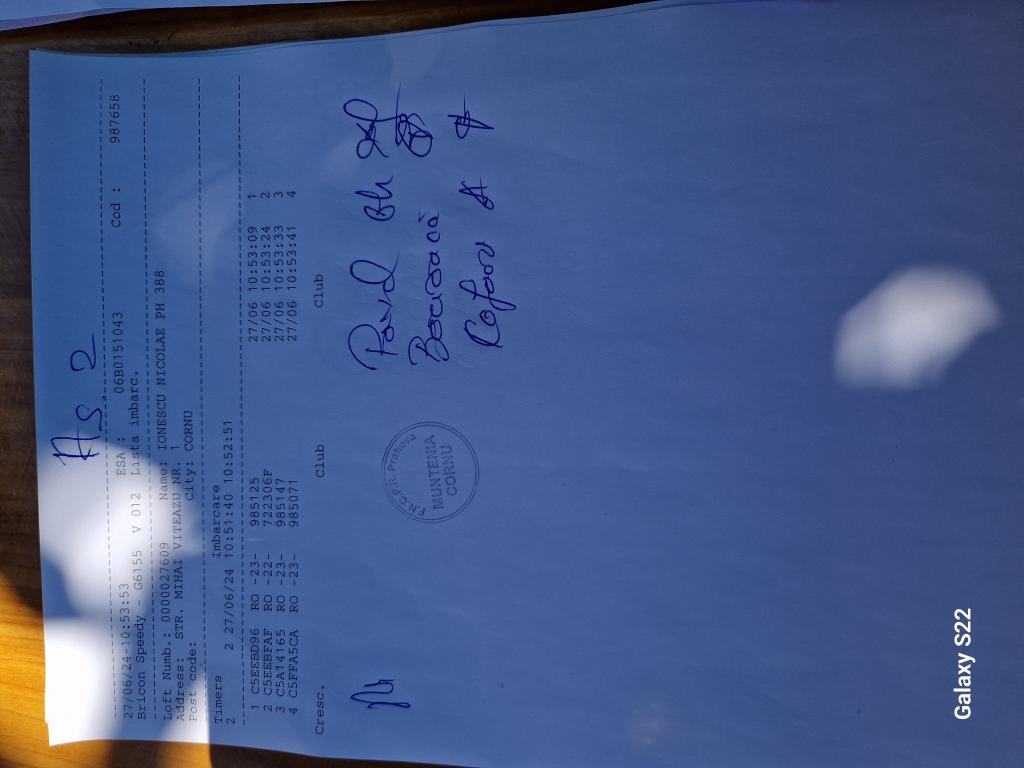 As 2
27/06/24-10:53:53 ESA : 06B0151043 Cod : 987658
Bricon Speedy - G6155 V 012 Lista imbarc.
Loft Numb.: 0000027609 Name: IONESCU NICOLAE PH 388
Address: STR. MIHAI VITEAZU NR. 1
Post code: City: CORNU
Timers Imbarcare
2 2 27/06/24 10:51:40 10:52:51
1 C5EEBD96 RO -23- 985125 27/06 10:53:09 1
2 C5EEBFAF RO -22- 722306F 27/06 10:53:24 2
3 C5A14165 RO -23- 985147 27/06 10:53:33 3
4 C5FFA5CA RO -23- 985071 27/06 10:53:41 4
Cresc. Club Club
F.N.C.P.R. Prahova
MUNTENIA
CORNU
Galaxy S22